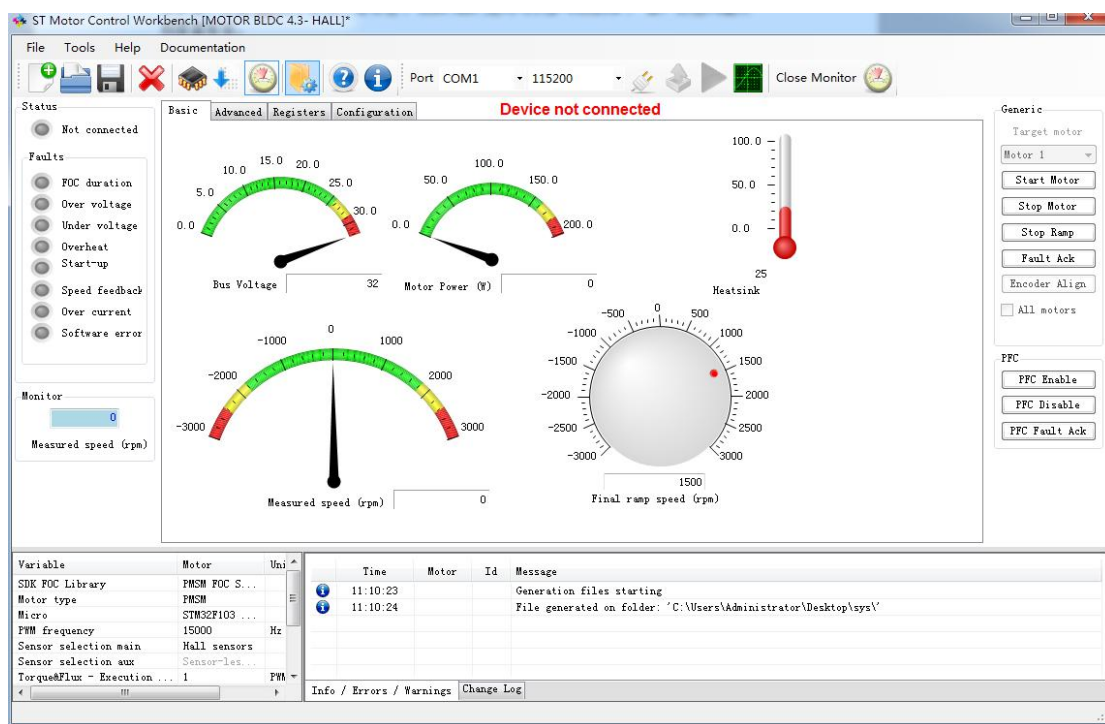 ST Motor Control Workbench [MOTOR BLDC 4.3- HALL]*
File Tools Help Documentation
Port COM1 115200 Close Monitor
Status
Not connected
Faults
FOC duration
Over voltage
Under voltage
Overheat
Start-up
Speed feedback
Over current
Software error
Monitor
0
Measured speed (rpm)
Basic Advanced Registers Configuration
Device not connected
0.0 5.0 10.0 15.0 20.0 25.0 30.0
Bus Voltage 32
0.0 50.0 100.0 150.0 200.0
Motor Power (W) 0
100.0
50.0
0.0
25
Heatsink
-3000 -2000 -1000 0 1000 2000 3000
Measured speed (rpm) 0
-3000 -2500 -2000 -1500 -1000 -500 0 500 1000 1500 2000 2500 3000
1500
Final ramp speed (rpm)
Generic
Target motor
Motor 1
Start Motor
Stop Motor
Stop Ramp
Fault Ack
Encoder Align
All motors
PFC
PFC Enable
PFC Disable
PFC Fault Ack
Variable Motor Uni
SDK FOC Library PMSM FOC S...
Motor type PMSM
Micro STM32F103 ...
PWM frequency 15000 Hz
Sensor selection main Hall sensors
Sensor selection aux Sensor-les...
Torque&Flux - Execution ... 1 PWM
Time Motor Id Message
11:10:23 Generation files starting
11:10:24 File generated on folder: 'C:\Users\Administrator\Desktop\sys\'
Info / Errors / Warnings Change Log